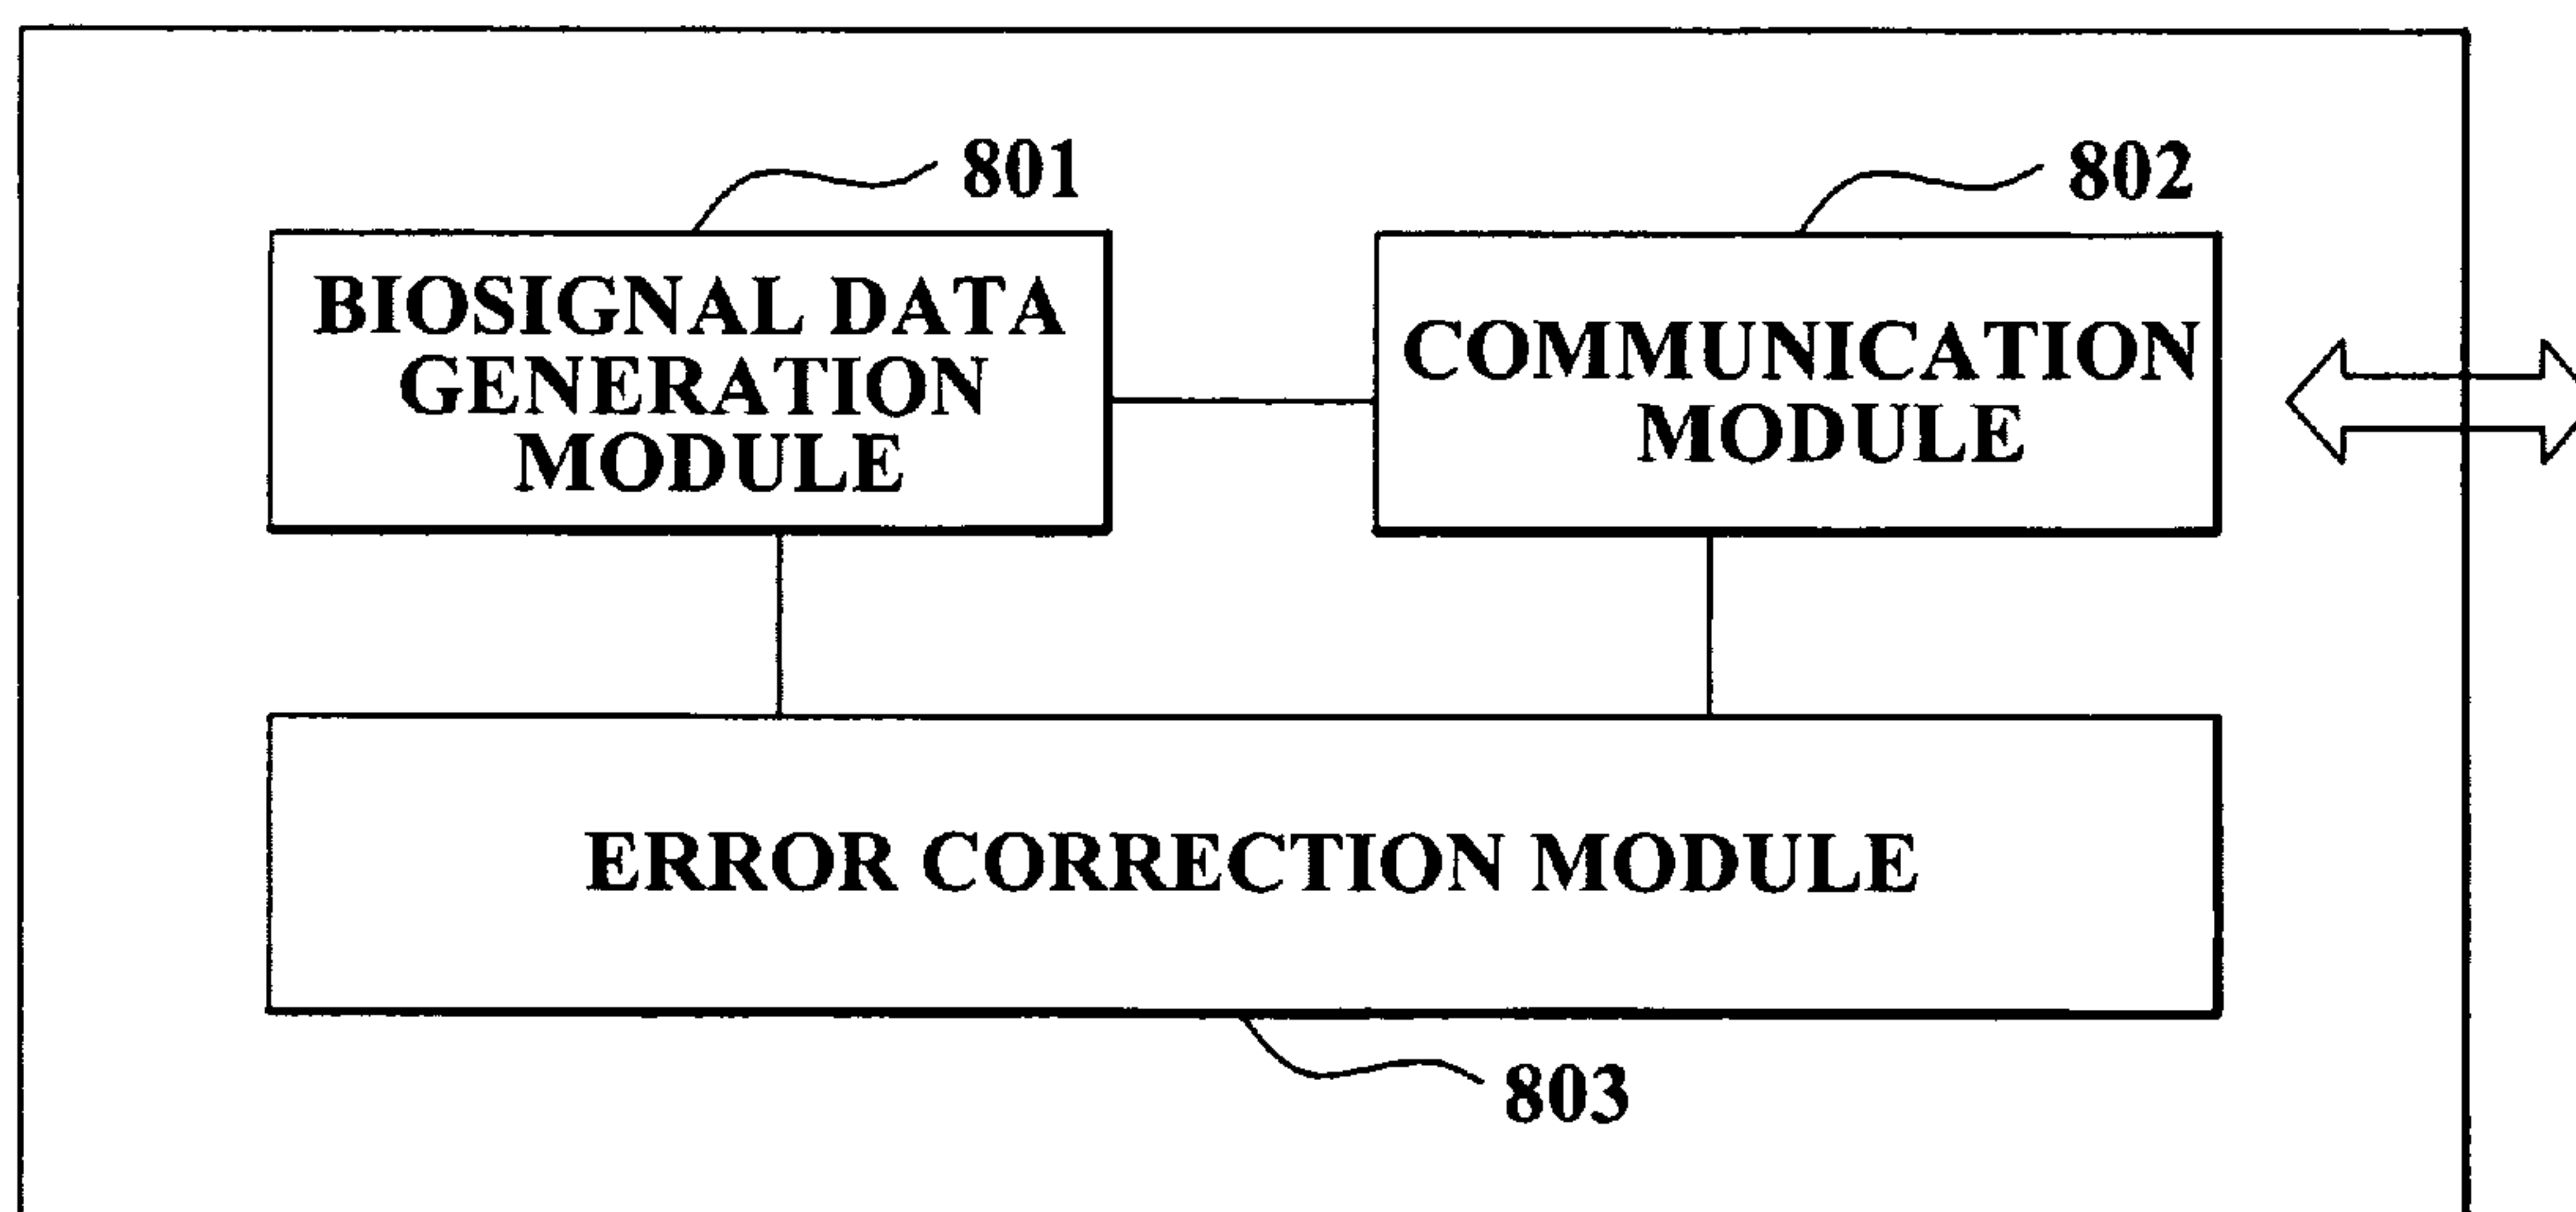 801
802
BIOSIGNAL DATA
GENERATION
MODULE
COMMUNICATION
MODULE
ERROR CORRECTION MODULE
803